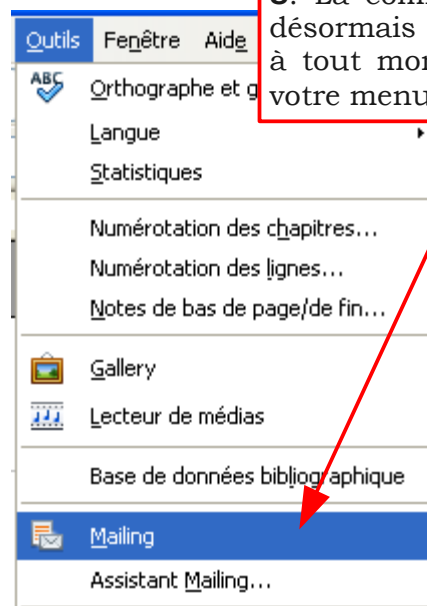 désormais
à tout
votre menu
Outils Fenêtre Aide
ABC
Orthographe et
Langue
Statistiques
Numérotation des chapitres...
Numérotation des lignes...
Notes de bas de page/de fin...
Gallery
Lecteur de médias
Base de données bibliographique
Mailing
Assistant Mailing...